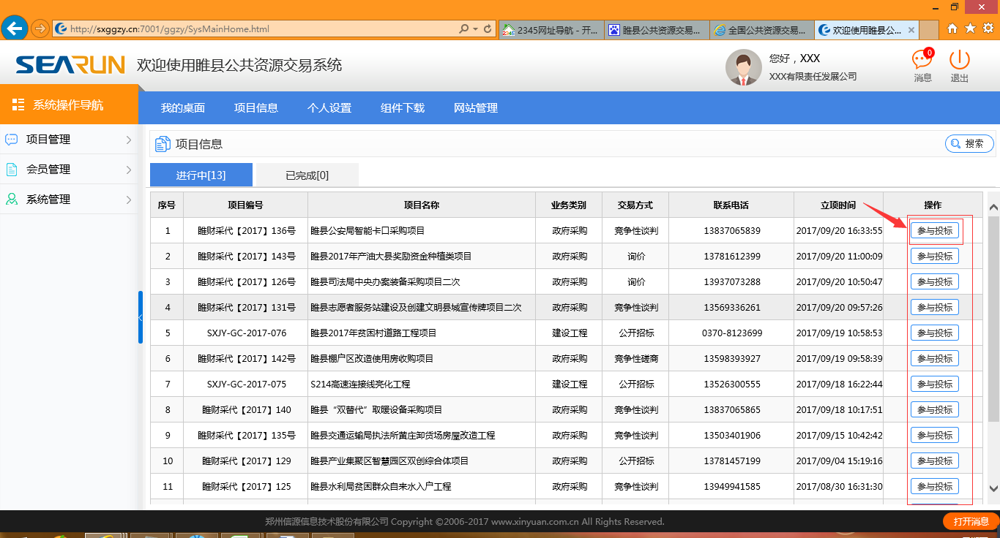 http://sxggzy.cn:7001/ggzy/SysMainHome.html
2345网址导航 - 开...
睢县公共资源交易...
全国公共资源交易...
欢迎使用睢县公...
SEARUN 欢迎使用睢县公共资源交易系统
您好，XXX
XXX有限责任发展公司
0
消息
退出
系统操作导航
我的桌面 项目信息 个人设置 组件下载 网站管理
项目管理
会员管理
系统管理
项目信息
搜索
进行中[13] 已完成[0]
序号 项目编号 项目名称 业务类别 交易方式 联系电话 立项时间 操作
1 睢财采代【2017】136号 睢县公安局智能卡口采购项目 政府采购 竞争性谈判 13837065839 2017/09/20 16:33:55 参与投标
2 睢财采代【2017】143号 睢县2017年产油大县奖励资金种植类项目 政府采购 询价 13781612399 2017/09/20 11:00:09 参与投标
3 睢财采代【2017】126号 睢县司法局中央办案装备采购项目二次 政府采购 询价 13937073288 2017/09/20 10:50:47 参与投标
4 睢财采代【2017】131号 睢县志愿者服务站建设及创建文明县城宣传牌项目二次 政府采购 竞争性谈判 13569336261 2017/09/20 09:57:26 参与投标
5 SXJY-GC-2017-076 睢县2017年贫困村道路工程项目 建设工程 公开招标 0370-8123699 2017/09/19 10:58:53 参与投标
6 睢财采代【2017】142号 睢县棚户区改造使用房收购项目 政府采购 竞争性磋商 13598393927 2017/09/19 09:58:39 参与投标
7 SXJY-GC-2017-075 S214高速连接线亮化工程 建设工程 公开招标 13526300555 2017/09/18 16:22:44 参与投标
8 睢财采代【2017】140 睢县“双替代”取暖设备采购项目 政府采购 竞争性谈判 13837065865 2017/09/18 10:17:51 参与投标
9 睢财采代【2017】135号 睢县交通运输局执法所黄庄卸货场房屋改造工程 政府采购 竞争性谈判 13503401906 2017/09/15 10:42:42 参与投标
10 睢财采代【2017】129 睢县产业集聚区智慧园区双创综合体项目 政府采购 公开招标 13781457199 2017/09/04 15:19:16 参与投标
11 睢财采代【2017】125 睢县水利局贫困群众自来水入户工程 政府采购 竞争性谈判 13949941585 2017/08/30 16:31:30 参与投标
郑州信源信息技术股份有限公司 Copyright ©2006-2017 www.xinyuan.com.cn All Rights Reserved.
打开消息